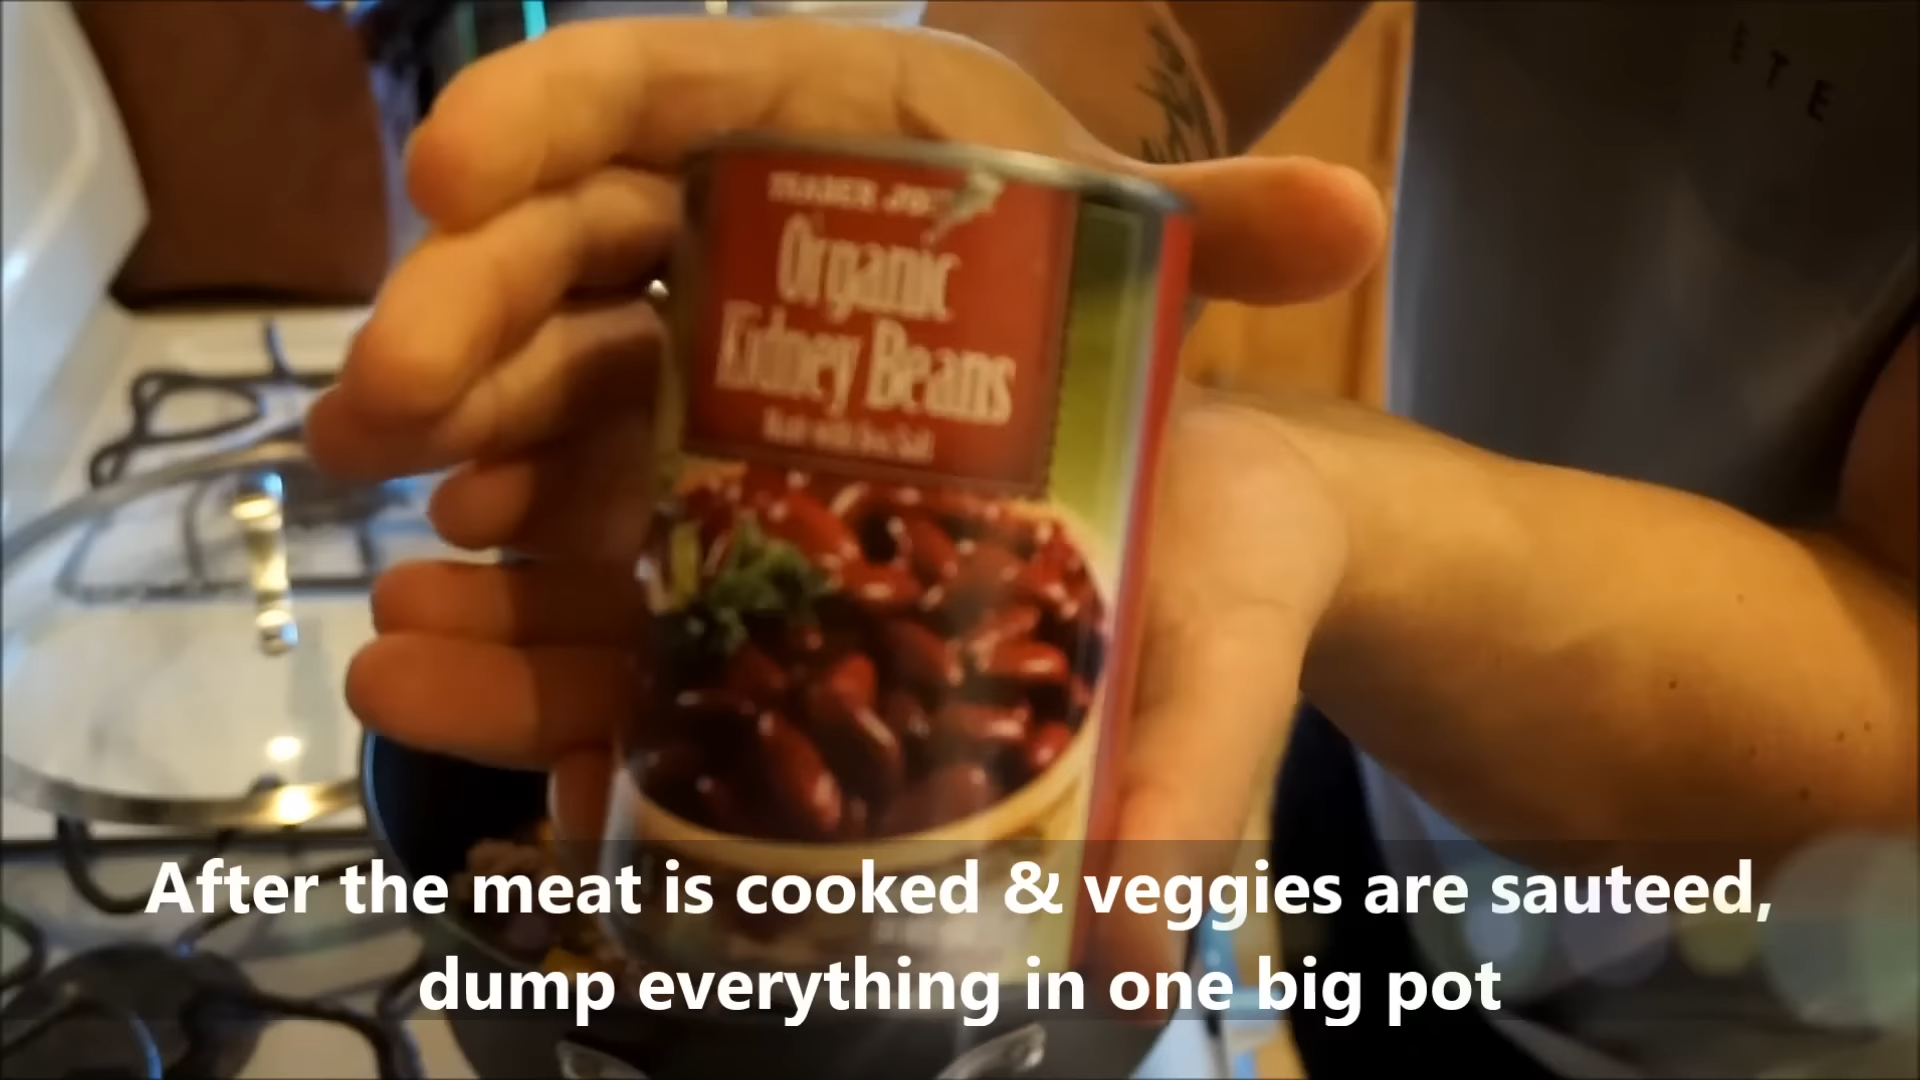 TRADER JOE'S
Organic
Kidney Beans
ETE
After the meat is cooked & veggies are sauteed,
dump everything in one big pot